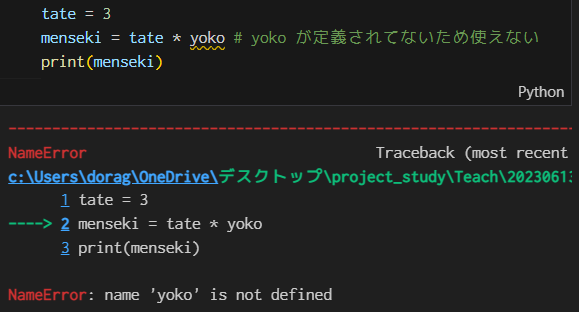 tate = 3
menseki = tate * yoko # yoko が定義されてないため使えない
print(menseki)
Python
---------------------------------------------------------------
NameError Traceback (most recent
c:\Users\dorag\OneDrive\デスクトップ\project_study\Teach\20230613
1 tate = 3
----> 2 menseki = tate * yoko
3 print(menseki)
NameError: name 'yoko' is not defined